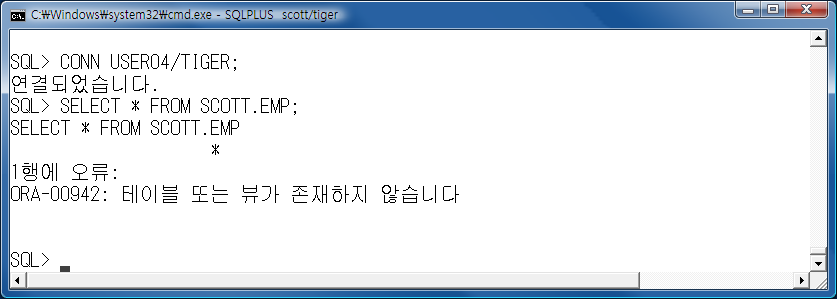 C:₩Windows₩system32₩cmd.exe - SQLPLUS scott/tiger
SQL> CONN USER04/TIGER;
연결되었습니다.
SQL> SELECT * FROM SCOTT.EMP;
SELECT * FROM SCOTT.EMP
*
1행에 오류:
ORA-00942: 테이블 또는 뷰가 존재하지 않습니다
SQL>